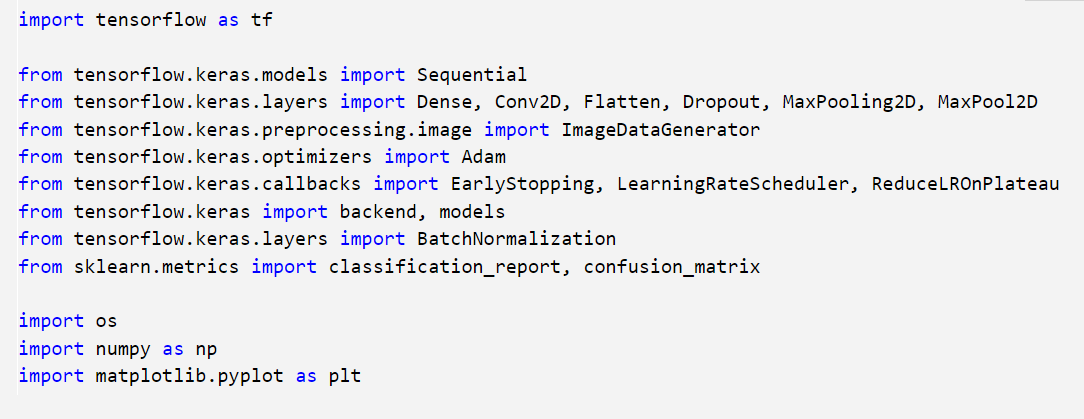 import tensorflow as tf
from tensorflow.keras.models import Sequential
from tensorflow.keras.layers import Dense, Conv2D, Flatten, Dropout, MaxPooling2D, MaxPool2D
from tensorflow.keras.preprocessing.image import ImageDataGenerator
from tensorflow.keras.optimizers import Adam
from tensorflow.keras.callbacks import EarlyStopping, LearningRateScheduler, ReduceLROnPlateau
from tensorflow.keras import backend, models
from tensorflow.keras.layers import BatchNormalization
from sklearn.metrics import classification_report, confusion_matrix
import os
import numpy as np
import matplotlib.pyplot as plt